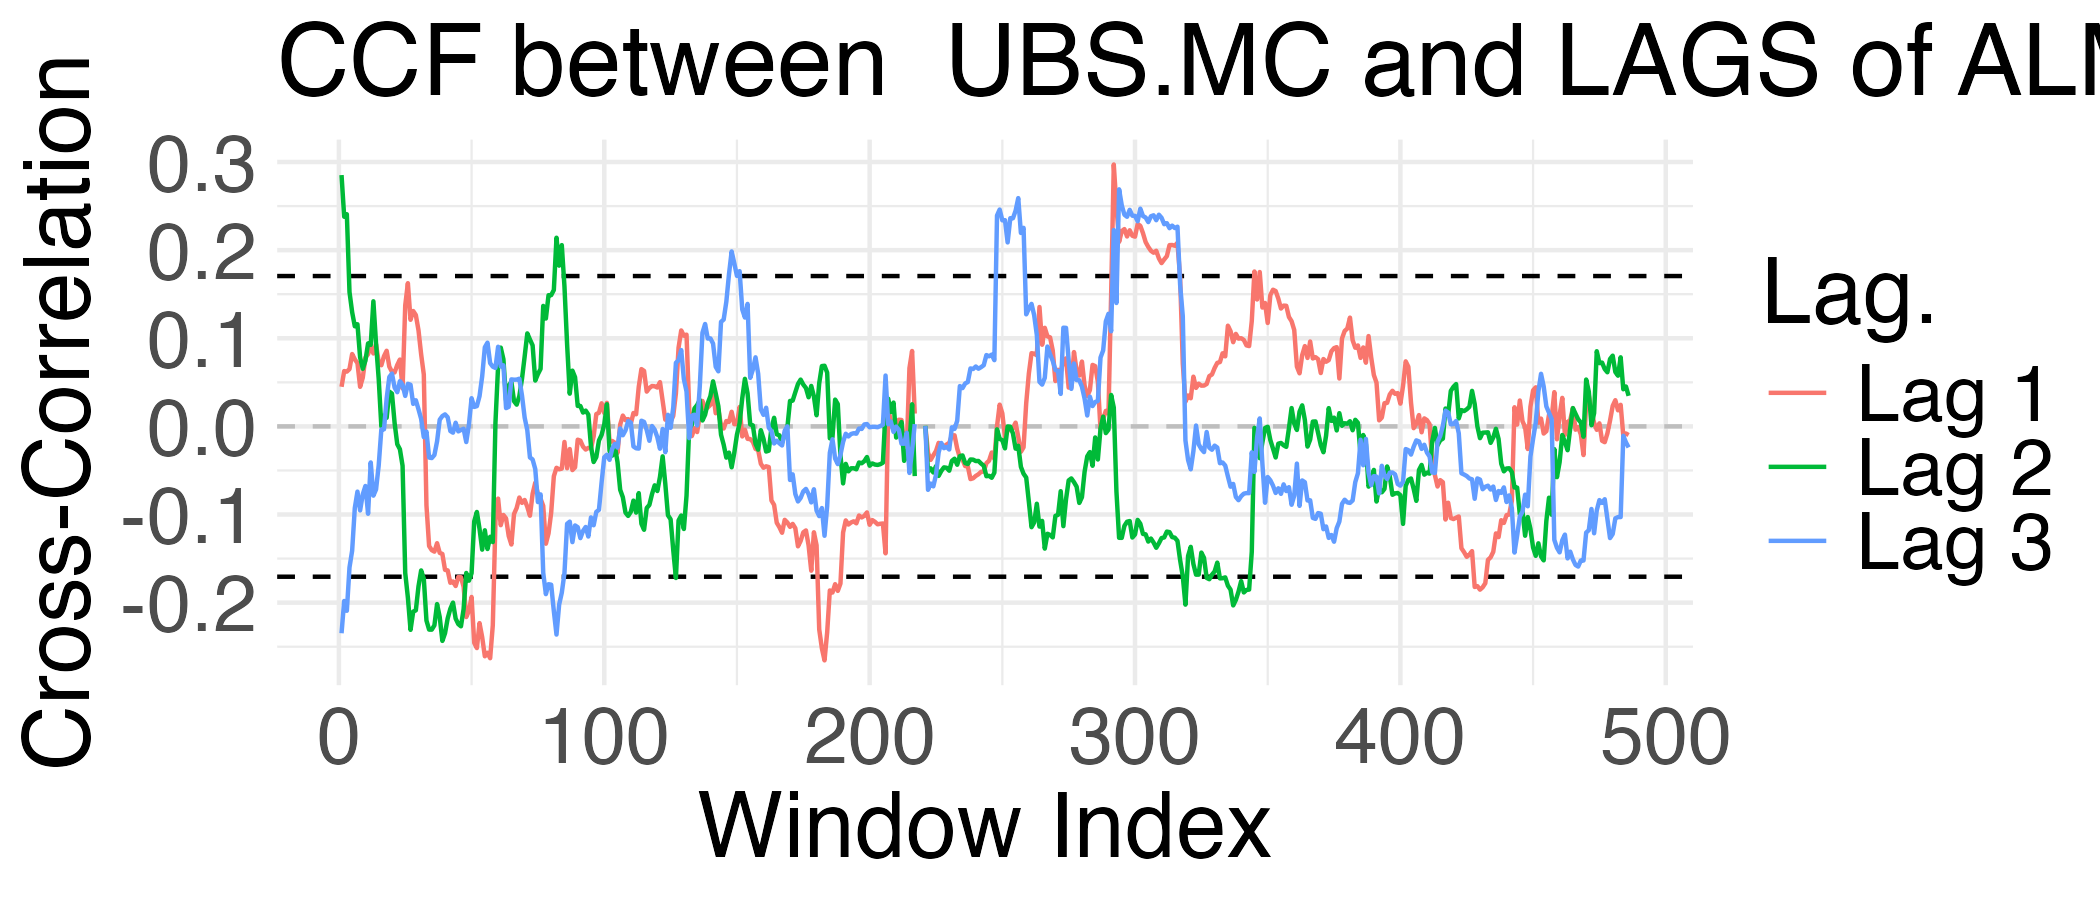 CCF between  UBS.MC and LAGS of
Cross-Correlation
0.3
0.2
0.1
0.0
-0.1
-0.2
0
100
200
300
400
500
Window Index
Lag.
Lag 1
Lag 2
Lag 3